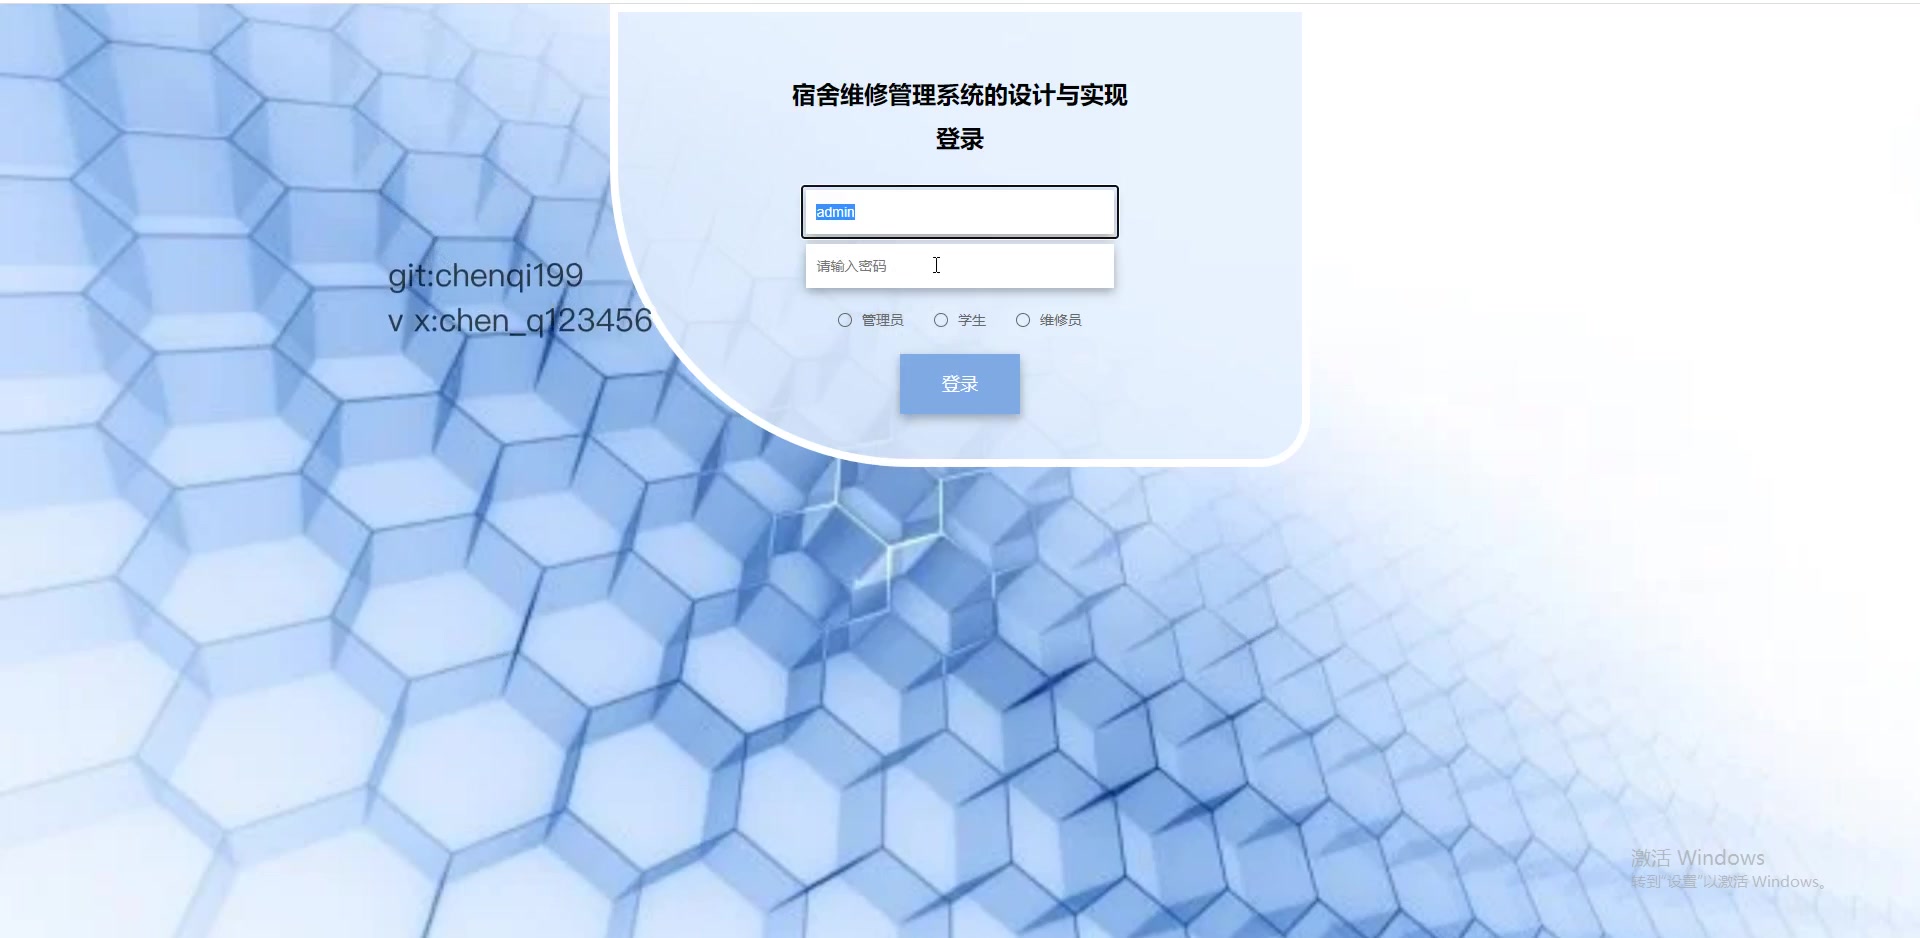 宿舍维修管理系统的设计与实现
登录
admin
请输入密码
管理员 学生 维修员
登录
git:chenqi199
v x:chen_q123456
激活 Windows
转到“设置”以激活 Windows。